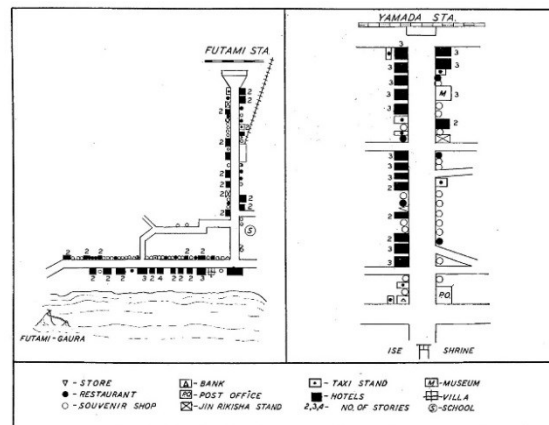 FUTAMI STA.
YAMADA STA.
M
PO.
S
FUTAMI-GAURA
ISE SHRINE
▽ - STORE
● - RESTAURANT
○ - SOUVENIR SHOP
- BANK
PO - POST OFFICE
- JIN RIKISHA STAND
- TAXI STAND
- HOTELS
2,3,4- NO. OF STORIES
M - MUSEUM
- VILLA
S - SCHOOL